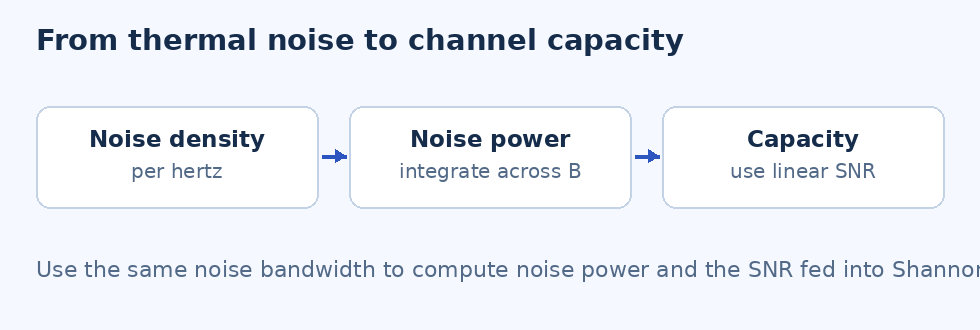 From thermal noise to channel capacity
Noise density
per hertz
Noise power
integrate across B
Capacity
use linear SNR
Use the same noise bandwidth to compute noise power and the SNR fed into Shannon